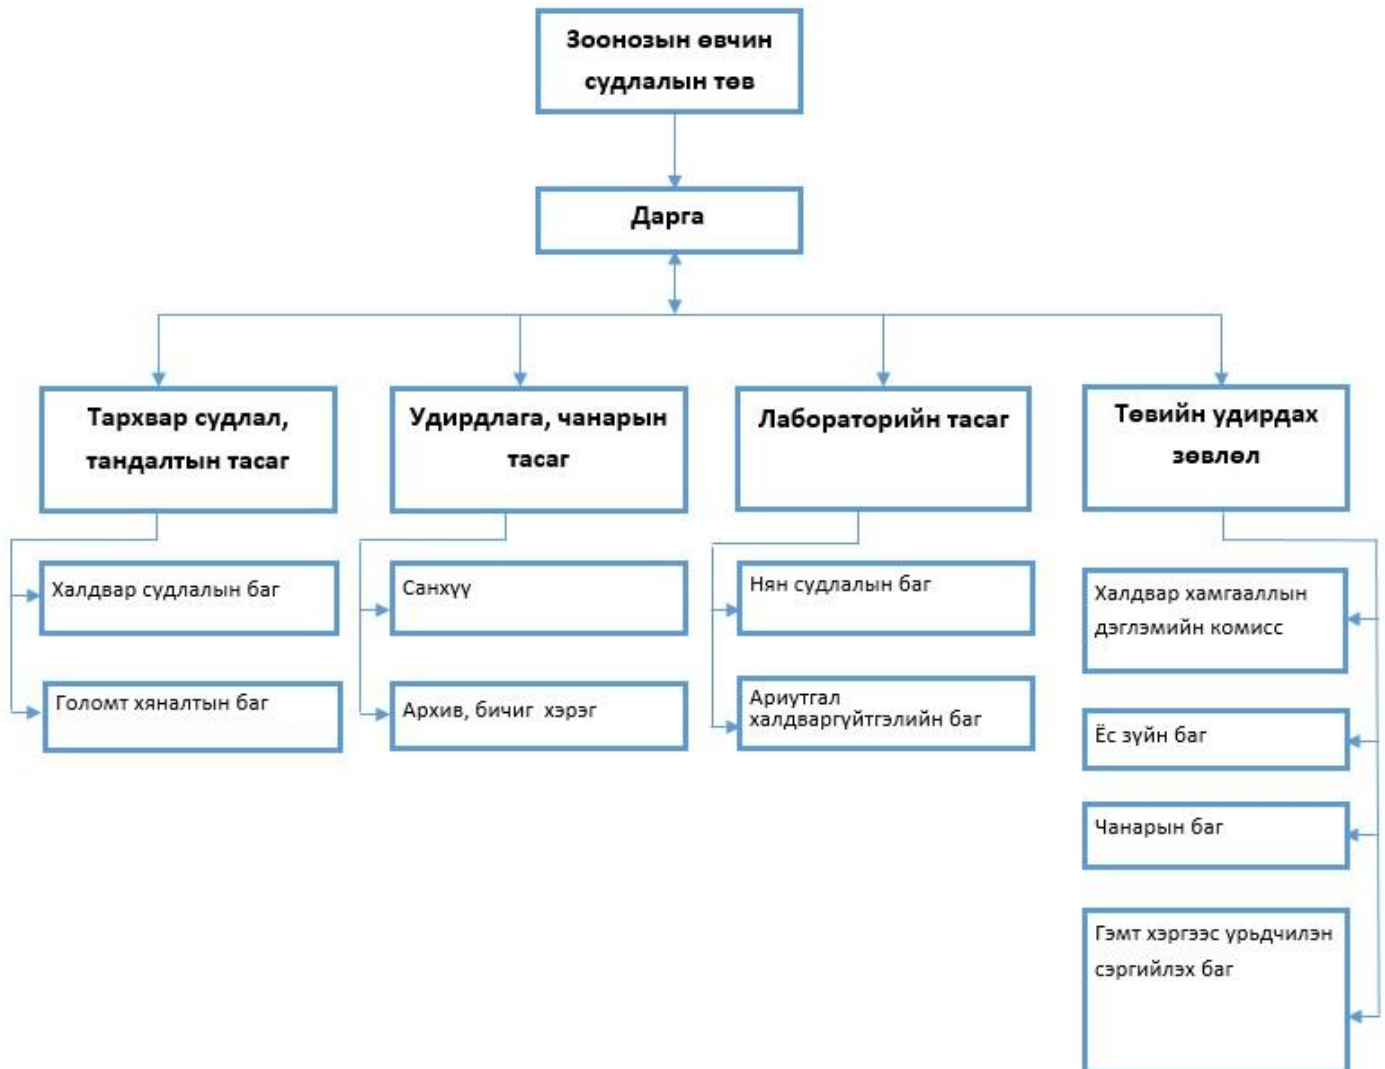 Зоонозын өвчин
судлалын төв
Дарга
Тархвар судлал,
тандалтын тасаг
Удирдлага, чанарын
тасаг
Лабораторийн тасаг
Төвийн удирдах
зөвлөл
Халдвар судлалын баг
Голомт хяналтын баг
Санхүү
Архив, бичиг хэрэг
Нян судлалын баг
Ариутгал
халдваргүйтгэлийн баг
Халдвар хамгааллын
дэглэмийн комисс
Ёс зүйн баг
Чанарын баг
Гэмт хэргээс урьдчилэн
сэргийлэх баг